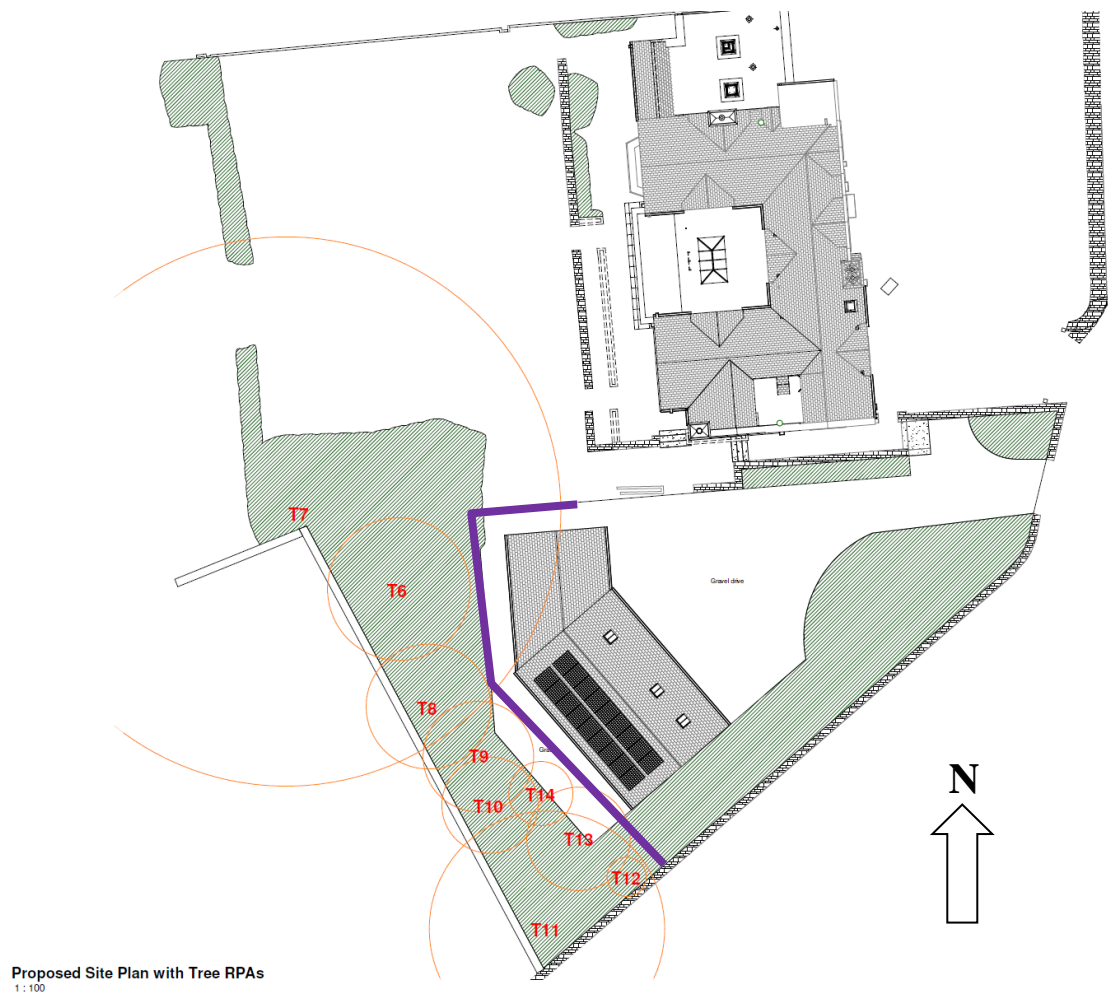 T7
Gravel drive
T6
T8
T9
T14
T10
T13
T12
T11
N
Proposed Site Plan with Tree RPAs
1 : 100